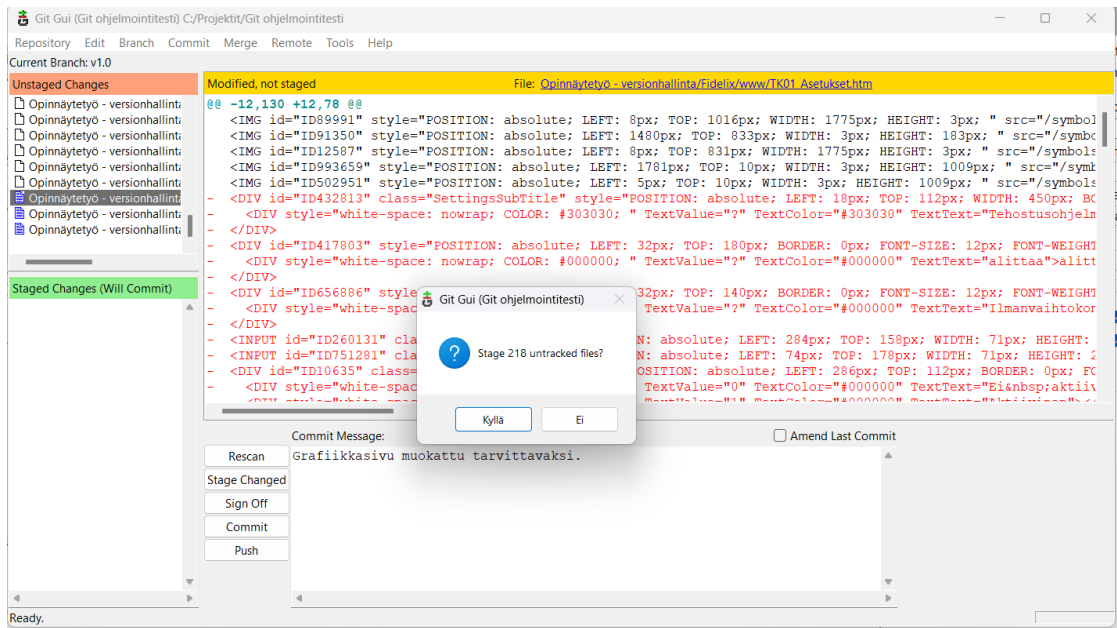 Git Gui (Git ohjelmointitesti) C:/Projektit/Git ohjelmointitesti
Repository Edit Branch Commit Merge Remote Tools Help
Current Branch: v1.0
Unstaged Changes
Opinnäytetyö - versionhallinta
Opinnäytetyö - versionhallinta
Opinnäytetyö - versionhallinta
Opinnäytetyö - versionhallinta
Opinnäytetyö - versionhallinta
Opinnäytetyö - versionhallinta
Opinnäytetyö - versionhallinta
Opinnäytetyö - versionhallinta
Opinnäytetyö - versionhallinta
Staged Changes (Will Commit)
Modified, not staged File: Opinnäytetyö - versionhallinta/Fidelix/www/TK01_Asetukset.htm
@@ -12,130 +12,78 @@
<IMG id="ID89991" style="POSITION: absolute; LEFT: 8px; TOP: 1016px; WIDTH: 1775px; HEIGHT: 3px; " src="/symbol
<IMG id="ID91350" style="POSITION: absolute; LEFT: 1480px; TOP: 833px; WIDTH: 3px; HEIGHT: 183px; " src="/symbo
<IMG id="ID12587" style="POSITION: absolute; LEFT: 8px; TOP: 831px; WIDTH: 1775px; HEIGHT: 3px; " src="/symbols
<IMG id="ID993659" style="POSITION: absolute; LEFT: 1781px; TOP: 10px; WIDTH: 3px; HEIGHT: 1009px; " src="/symb
<IMG id="ID502951" style="POSITION: absolute; LEFT: 5px; TOP: 10px; WIDTH: 3px; HEIGHT: 1009px; " src="/symbols
- <DIV id="ID432813" class="SettingsSubTitle" style="POSITION: absolute; LEFT: 18px; TOP: 112px; WIDTH: 450px; BO
- <DIV style="white-space: nowrap; COLOR: #303030; " TextValue="?" TextColor="#303030" TextText="Tehostusohjelm
- </DIV>
- <DIV id="ID417803" style="POSITION: absolute; LEFT: 32px; TOP: 180px; BORDER: 0px; FONT-SIZE: 12px; FONT-WEIGHT
- <DIV style="white-space: nowrap; COLOR: #000000; " TextValue="?" TextColor="#000000" TextText="alittaa">alitt
- </DIV>
- <DIV id="ID656886" style 32px; TOP: 140px; BORDER: 0px; FONT-SIZE: 12px; FONT-WEIGHT
- <DIV style="white-spac TextValue="?" TextColor="#000000" TextText="Ilmanvaihtokon
- </DIV>
- <INPUT id="ID260131" cla N: absolute; LEFT: 284px; TOP: 158px; WIDTH: 71px; HEIGHT:
- <INPUT id="ID751281" cla N: absolute; LEFT: 74px; TOP: 178px; WIDTH: 71px; HEIGHT: 2
- <DIV id="ID10635" class= OSITION: absolute; LEFT: 286px; TOP: 112px; BORDER: 0px; FO
- <DIV style="white-spac TextValue="0" TextColor="#000000" TextText="Ei&nbsp;aktiiv
Git Gui (Git ohjelmointitesti)
Stage 218 untracked files?
Kyllä Ei
Commit Message: Amend Last Commit
Grafiikkasivu muokattu tarvittavaksi.
Rescan
Stage Changed
Sign Off
Commit
Push
Ready.